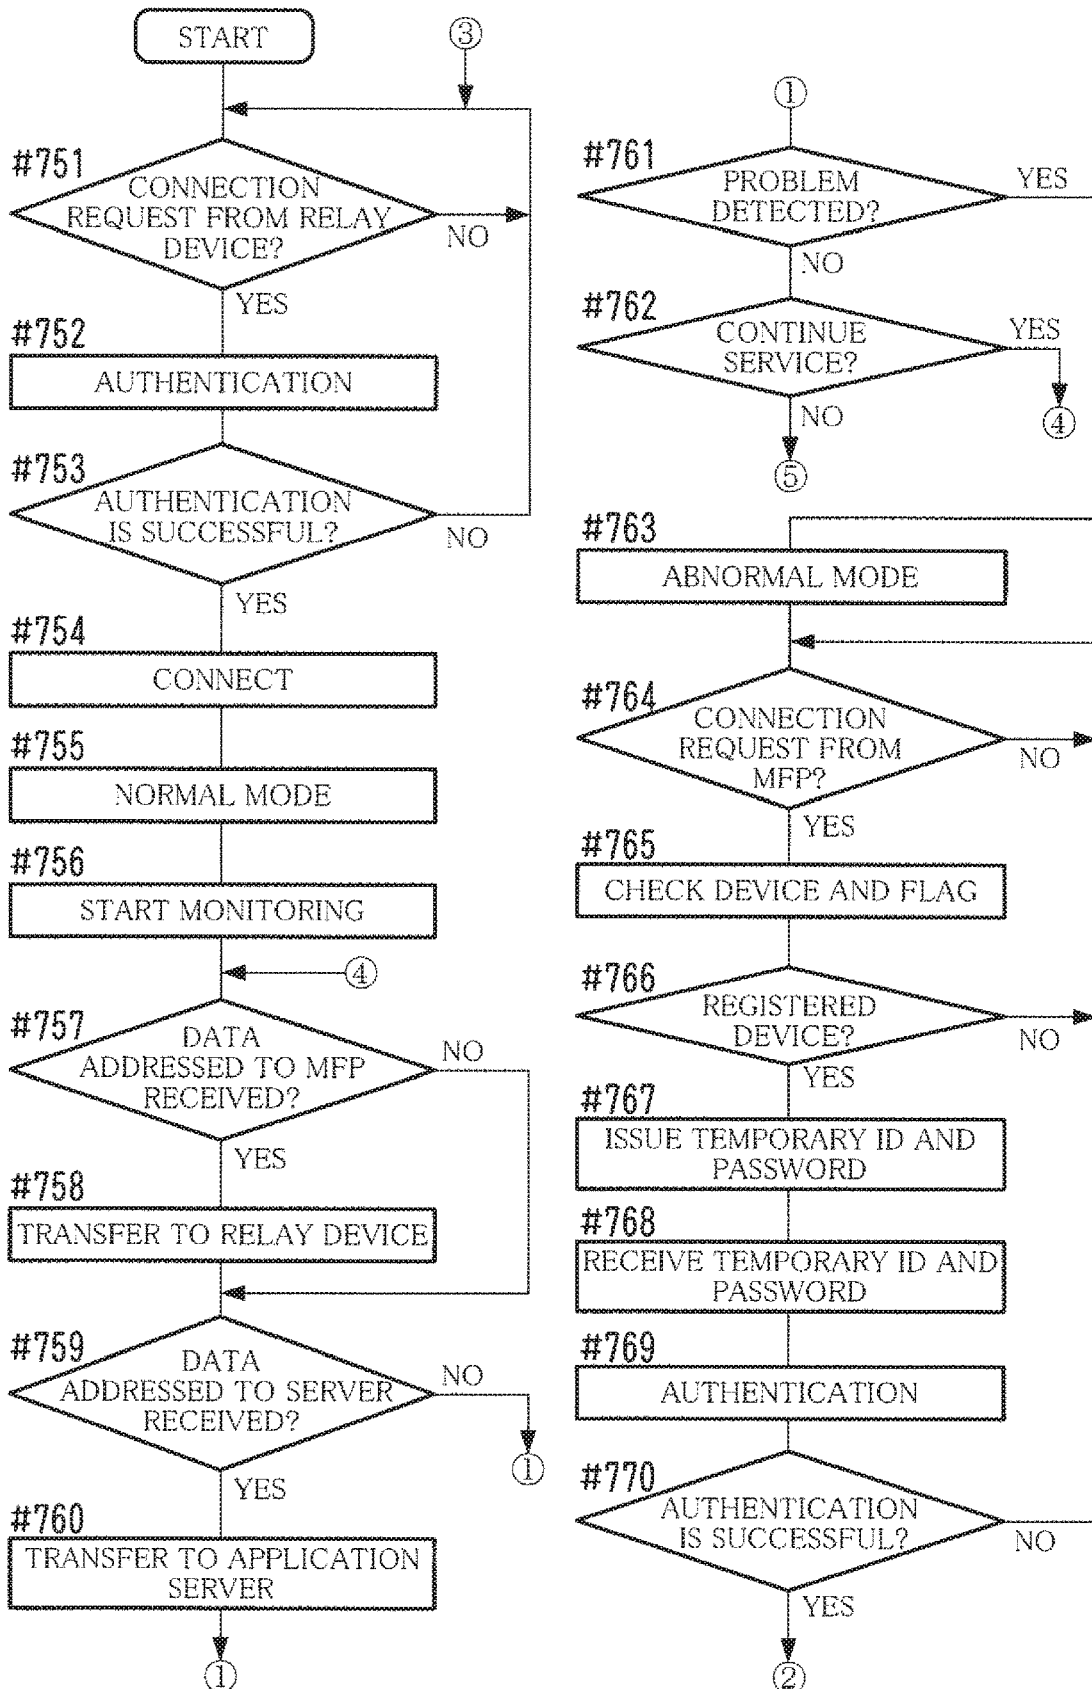 START
③
#751
CONNECTION
REQUEST FROM RELAY
DEVICE?
NO
YES
#752
AUTHENTICATION
#753
AUTHENTICATION
IS SUCCESSFUL?
NO
YES
#754
CONNECT
#755
NORMAL MODE
#756
START MONITORING
④
#757
DATA
ADDRESSED TO MFP
RECEIVED?
NO
YES
#758
TRANSFER TO RELAY DEVICE
#759
DATA
ADDRESSED TO SERVER
RECEIVED?
NO
①
YES
#760
TRANSFER TO APPLICATION
SERVER
①
①
#761
PROBLEM
DETECTED?
YES
NO
#762
CONTINUE
SERVICE?
YES
④
NO
⑤
#763
ABNORMAL MODE
#764
CONNECTION
REQUEST FROM
MFP?
NO
YES
#765
CHECK DEVICE AND FLAG
#766
REGISTERED
DEVICE?
NO
YES
#767
ISSUE TEMPORARY ID AND
PASSWORD
#768
RECEIVE TEMPORARY ID AND
PASSWORD
#769
AUTHENTICATION
#770
AUTHENTICATION
IS SUCCESSFUL?
NO
YES
②